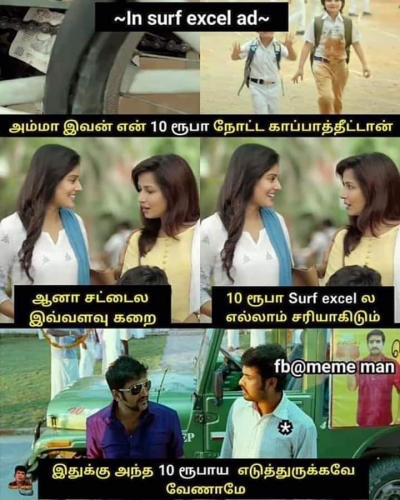 ~In surf excel ad~
அம்மா இவன் என் 10 ரூபா நோட்ட காப்பாத்தீட்டான்
ஆனா சட்டைல
இவ்வளவு கறை
10 ரூபா Surf excel ல
எல்லாம் சரியாகிடும்
fb@meme man
*
EP
இதுக்கு அந்த 10 ரூபாய எடுத்துருக்கவே
வேணாமே